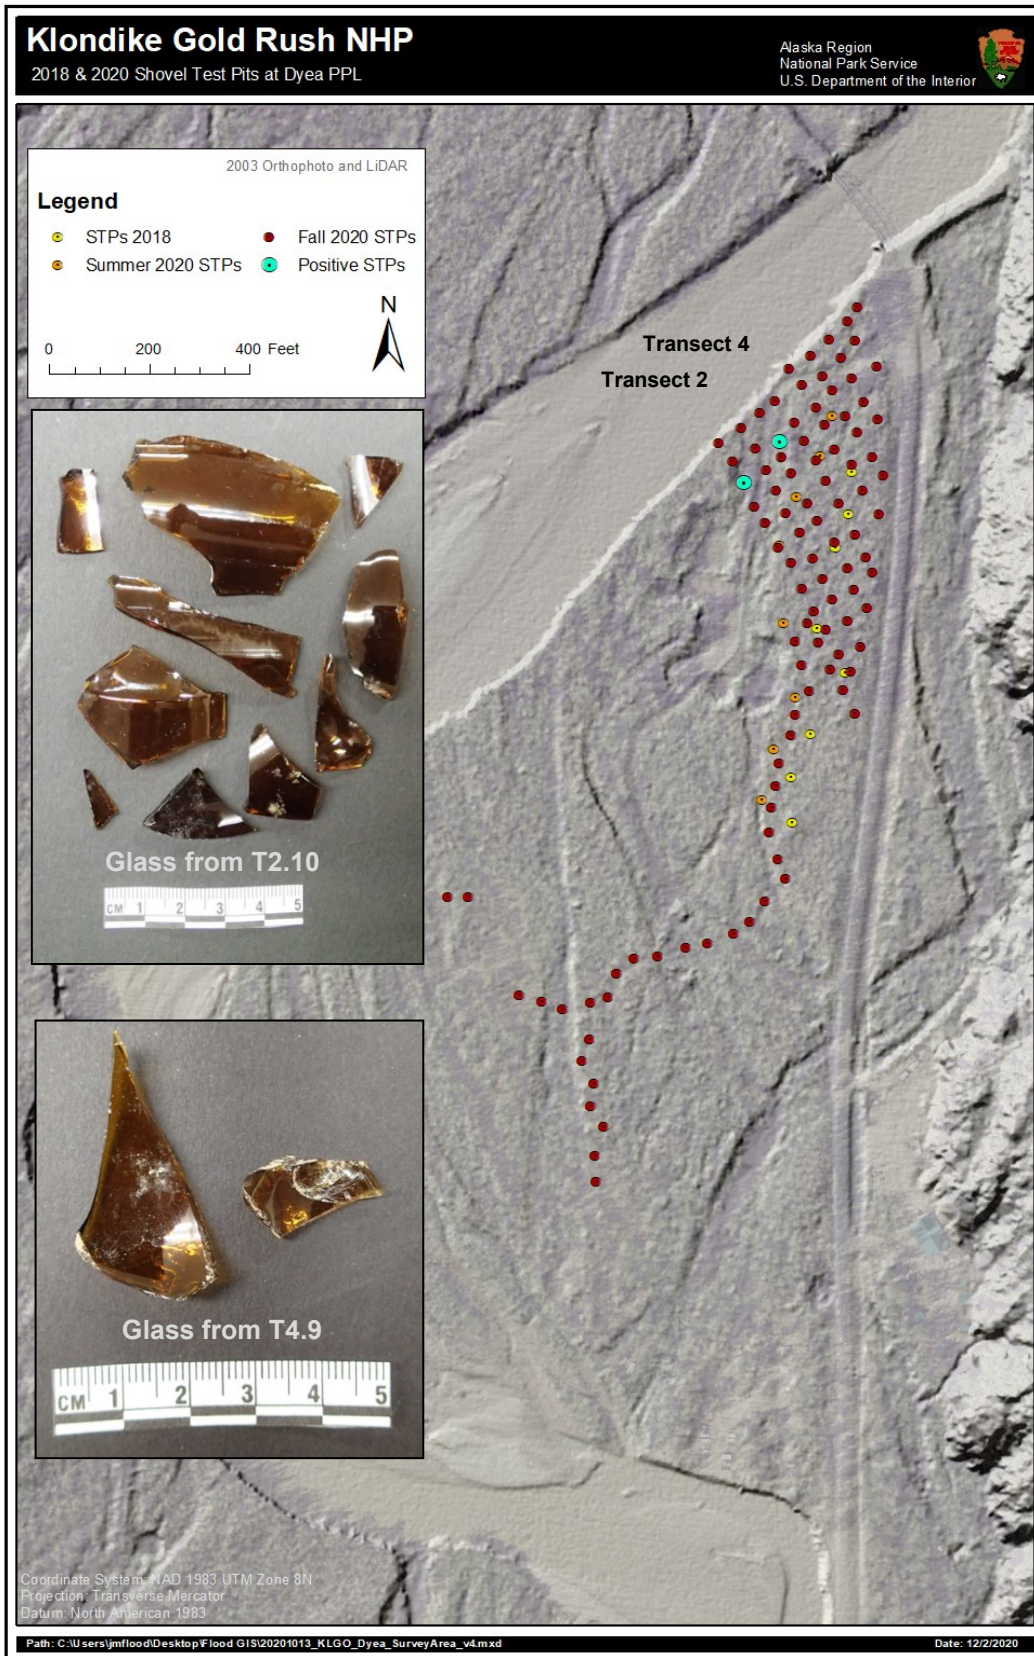 Klondike Gold Rush NHP
2018 & 2020 Shovel Test Pits at Dyea PPL
Alaska Region
National Park Service
U.S. Department of the Interior
2003 Orthophoto and LiDAR
Legend
STPs 2018
Fall 2020 STPs
Summer 2020 STPs
Positive STPs
N
0 200 400 Feet
Transect 4
Transect 2
Glass from T2.10
CM 1 2 3 4 5
Glass from T4.9
CM 1 2 3 4 5
Coordinate System: NAD 1983 UTM Zone 8N
Projection: Transverse Mercator
Datum: North American 1983
Path: C:\Users\jmflood\Desktop\Flood GIS\20201013_KLGO_Dyea_SurveyArea_v4.mxd
Date: 12/2/2020